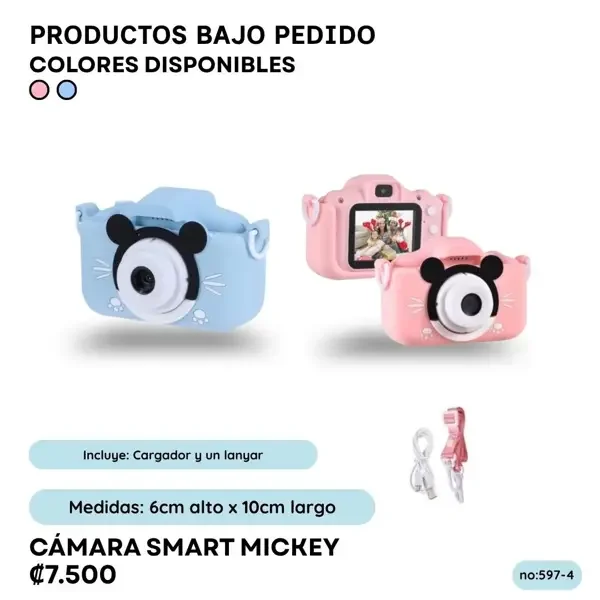 PRODUCTOS BAJO PEDIDO
COLORES DISPONIBLES
Incluye: Cargador y un lanyar
Medidas: 6cm alto x 10cm largo
CÁMARA SMART MICKEY
₡7.500
no:597-4